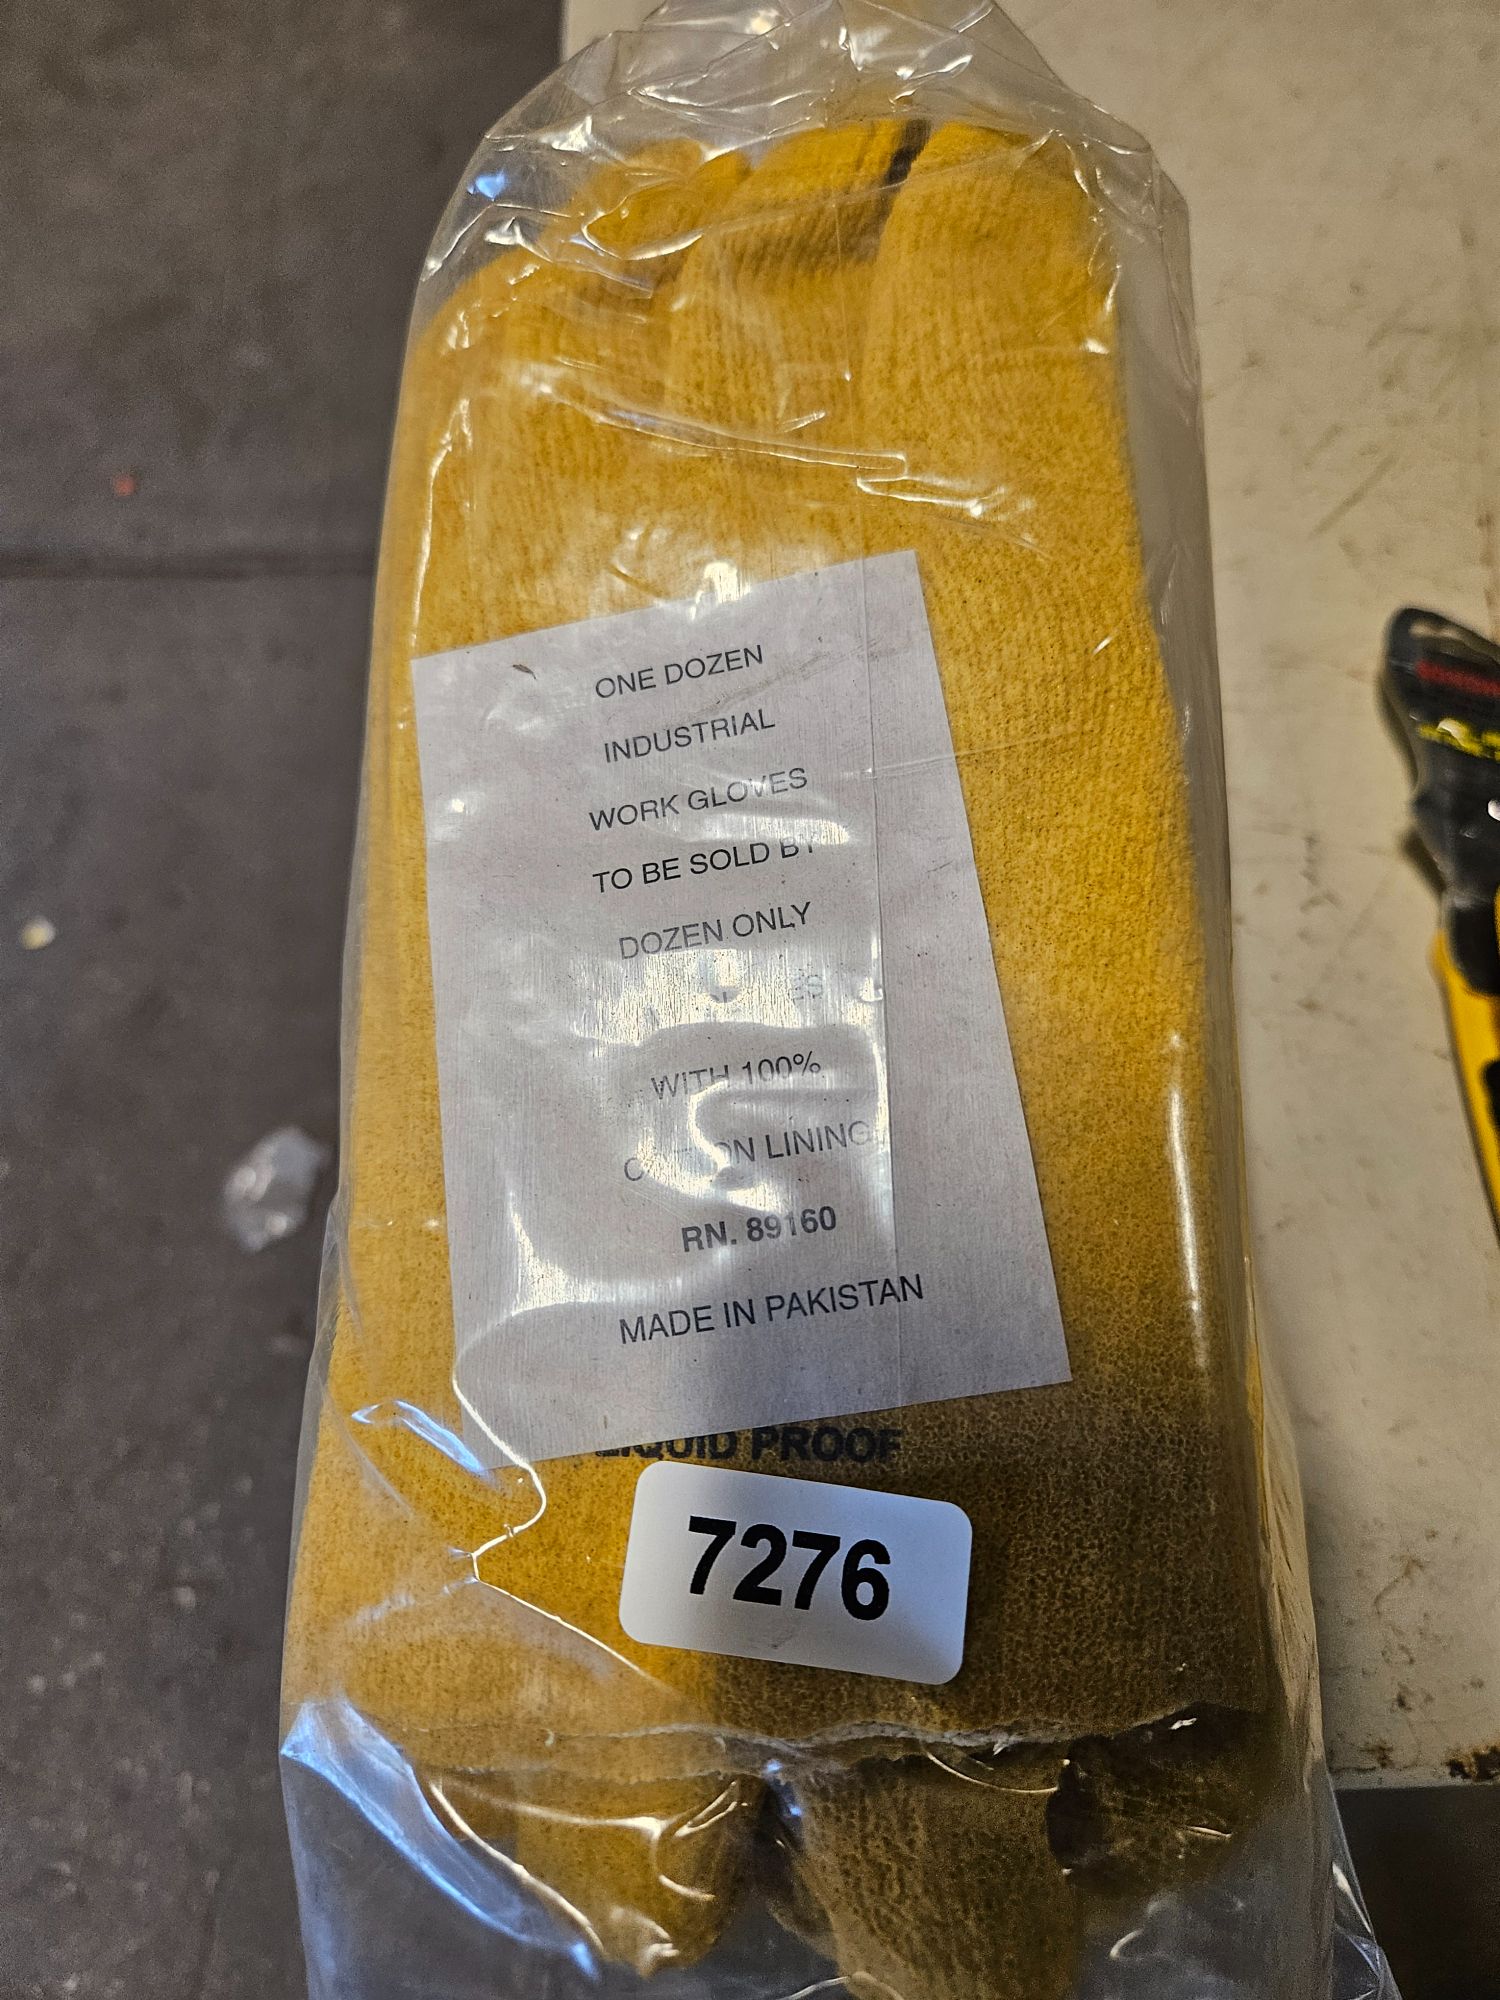 ONE DOZEN
INDUSTRIAL
WORK GLOVES
TO BE SOLD BY
DOZEN ONLY
WITH 100%
COTTON LINING
RN. 89160
MADE IN PAKISTAN
LIQUID PROOF
7276